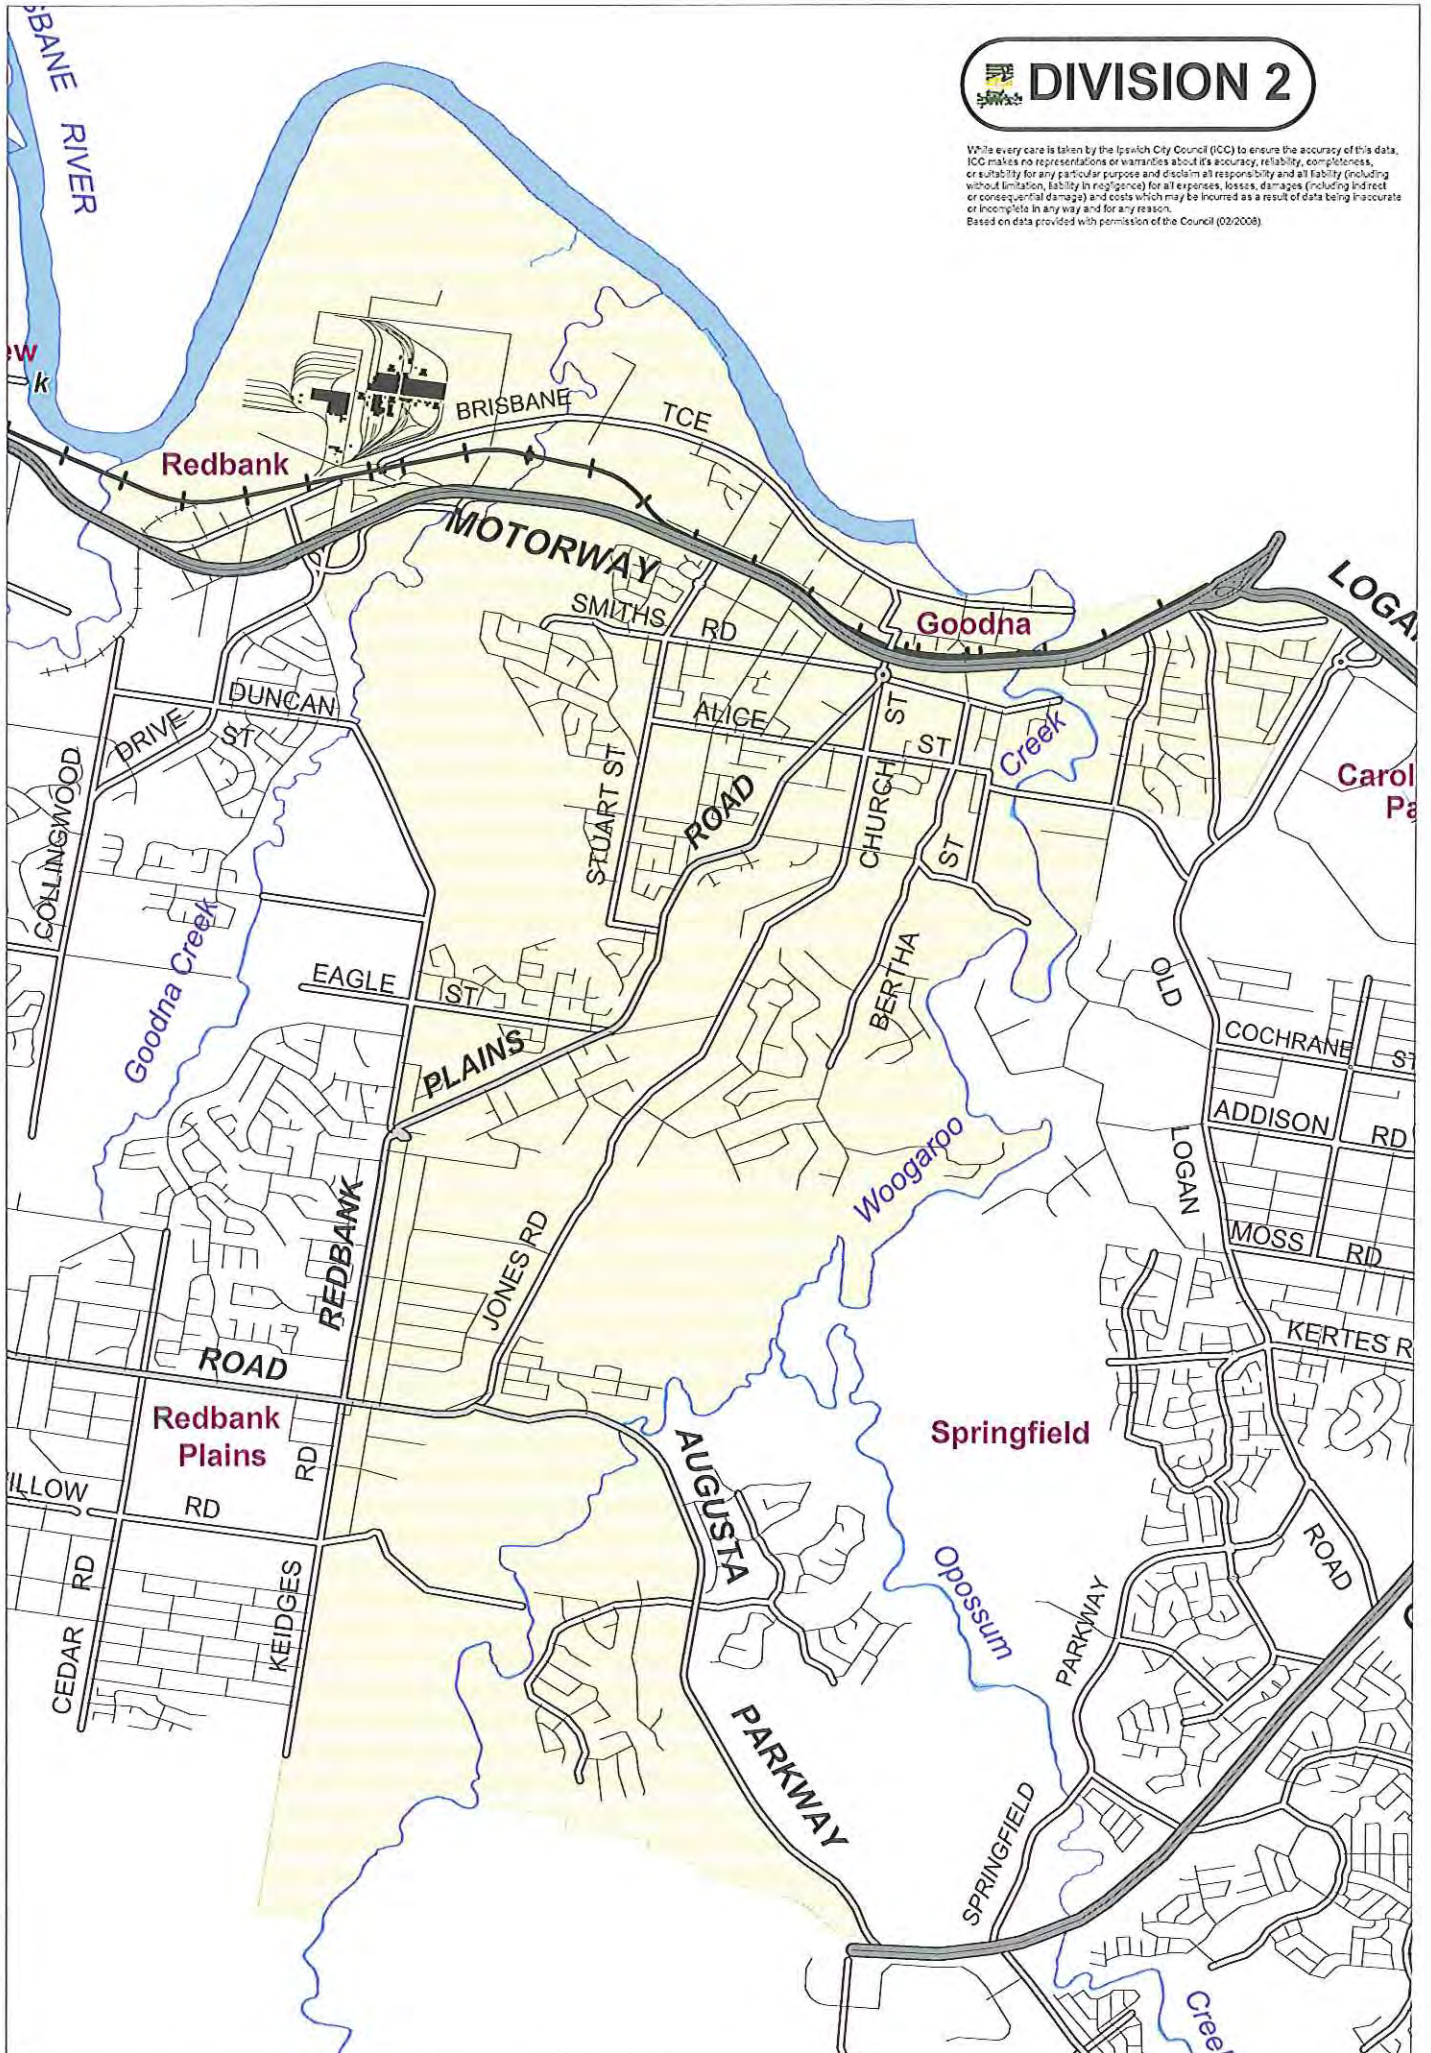 SBANE RIVER
DIVISION 2
While every care is taken by the Ipswich City Council (ICC) to ensure the accuracy of this data,
ICC makes no representations or warranties about it's accuracy, reliability, completeness,
or suitability for any particular purpose and disclaim all responsibility and all liability (including
without limitation, liability in negligence) for all expenses, losses, damages (including indirect
or consequential damage) and costs which may be incurred as a result of data being inaccurate
or incomplete in any way and for any reason.
Based on data provided with permission of the Council (02/2008)
ew
k
BRISBANE TCE
Redbank
MOTORWAY
LOGA
SMITHS RD
Goodna
DUNCAN ST
ALICE ST
DRIVE
COLLINGWOOD
STUART ST
ROAD
CHURCH ST
ST
Creek
Carol
Pa
Goodna Creek
EAGLE ST
BERTHA
OLD
COCHRANE ST
PLAINS
ADDISON RD
Woogaroo
LOGAN
REDBANK
JONES RD
MOSS RD
KERTES R
ROAD
Redbank
Plains
Springfield
RD
AUGUSTA
ILLOW RD
ROAD
RD
Opossum
KEIDGES
PARKWAY
CEDAR
PARKWAY
SPRINGFIELD
Cree